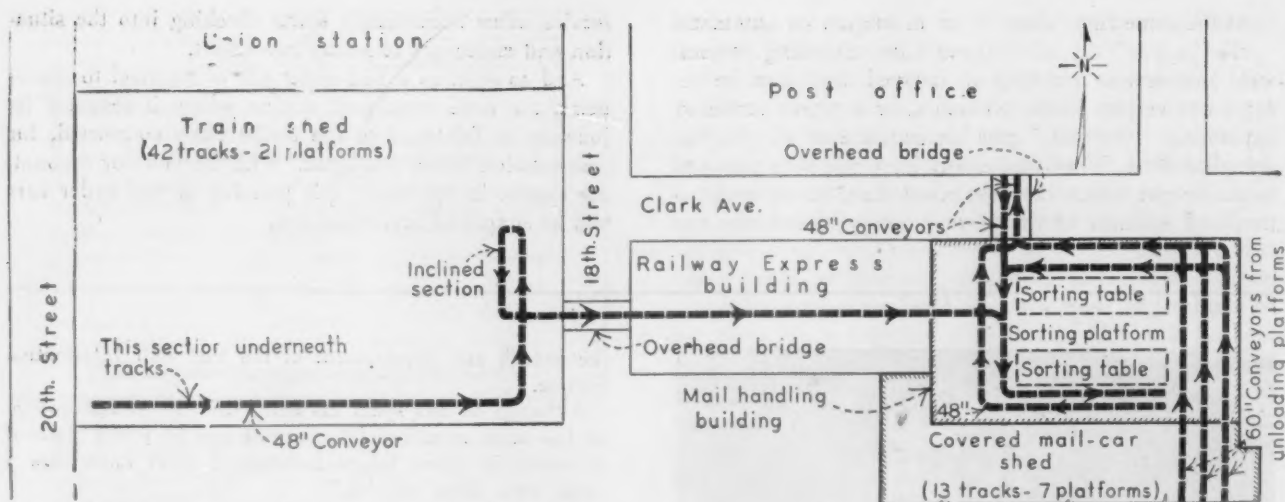 Union station
Train shed
(42 tracks - 21 platforms)
20th. Street
18th. Street
Inclined
section
This section underneath
tracks
48" Conveyor
Post office
N
Overhead bridge
Clark Ave.
48" Conveyors
Railway Express
building
Overhead bridge
Mail handling
building
Sorting table
Sorting platform
Sorting table
48"
Covered mail-car
shed
(13 tracks - 7 platforms)
60" Conveyors from
unloading platforms